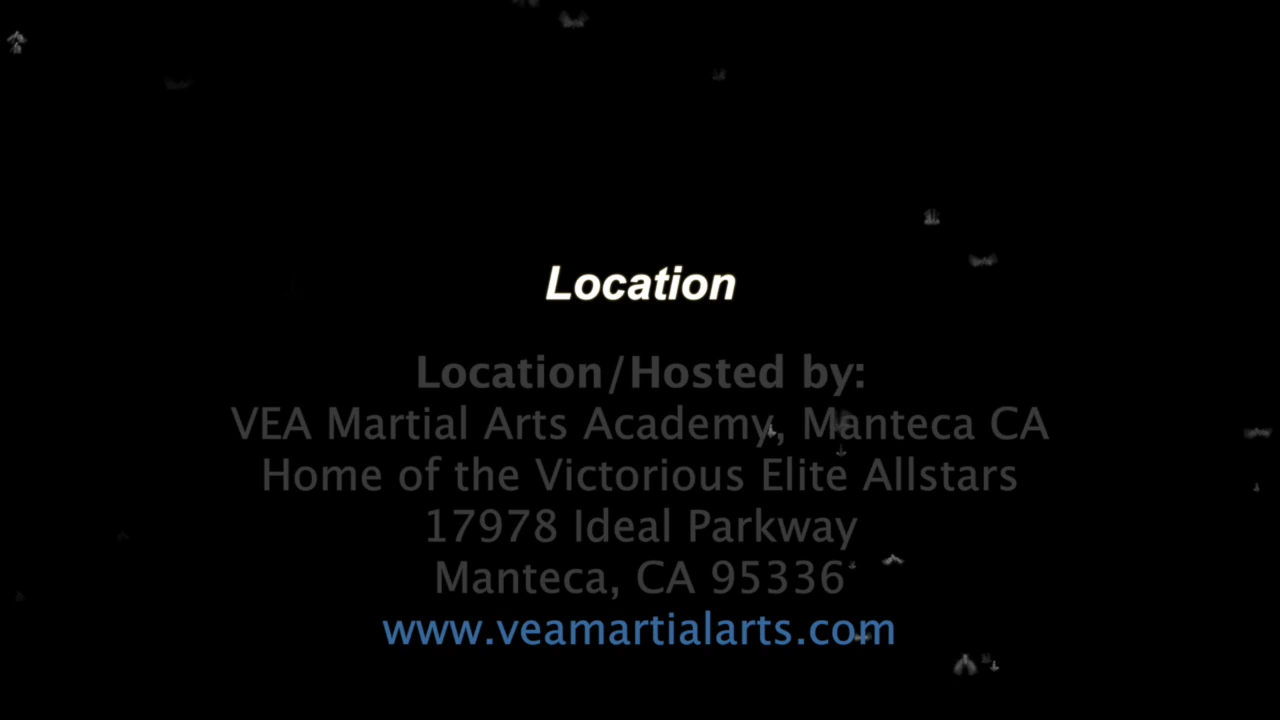 Location
Location/Hosted by:
VEA Martial Arts Academy, Manteca CA
Home of the Victorious Elite Allstars
17978 Ideal Parkway
Manteca, CA 95336
www.veamartialarts.com